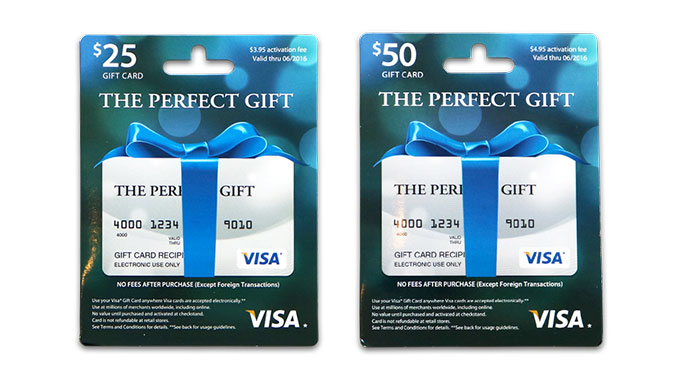 $25
GIFT CARD
$3.95 activation fee
Valid thru 06/2016
THE PERFECT GIFT
THE PERFE GIFT
4000 1234 9010
4000
VALID
THRU
GIFT CARD RECIPI
ELECTRONIC USE ONLY
VISA
NO FEES AFTER PURCHASE (Except Foreign Transactions)
Use your Visa® Gift Card anywhere Visa cards are accepted electronically.**
Use at millions of merchants worldwide, including online.
No value until purchased and activated at checkstand.
Card is not refundable at retail stores.
See Terms and Conditions for details. **See back for usage guidelines.
VISA
$50
GIFT CARD
$4.95 activation fee
Valid thru 06/2016
THE PERFECT GIFT
THE PERF GIFT
4000 1234 9010
4000
VALID
THRU
GIFT CARD RECIPI
ELECTRONIC USE ONLY
VISA
NO FEES AFTER PURCHASE (Except Foreign Transactions)
Use your Visa® Gift Card anywhere Visa cards are accepted electronically.**
Use at millions of merchants worldwide, including online.
No value until purchased and activated at checkstand.
Card is not refundable at retail stores.
See Terms and Conditions for details. **See back for usage guidelines.
VISA